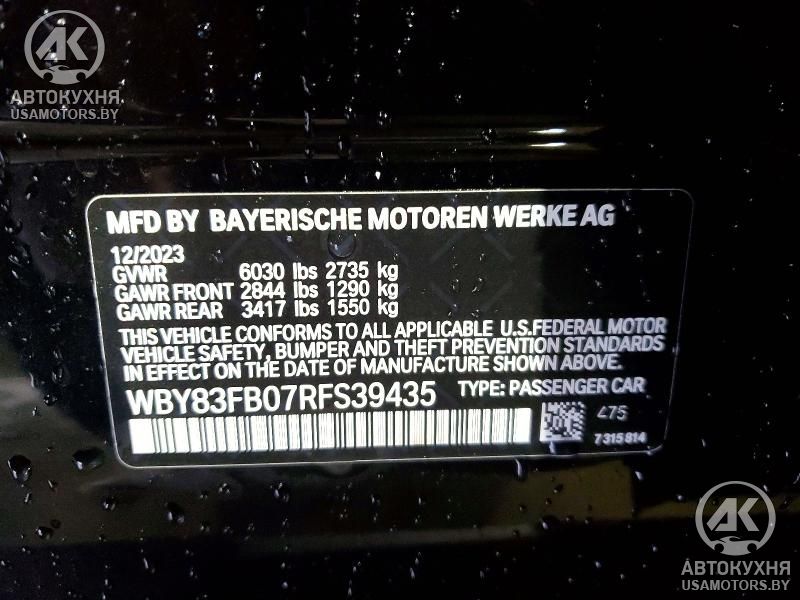 AK
АВТОКУХНЯ
USAMOTORS.BY
MFD BY BAYERISCHE MOTOREN WERKE AG
12/2023
GVWR 6030 lbs 2735 kg
GAWR FRONT 2844 lbs 1290 kg
GAWR REAR 3417 lbs 1550 kg
THIS VEHICLE CONFORMS TO ALL APPLICABLE U.S.FEDERAL MOTOR
VEHICLE SAFETY, BUMPER AND THEFT PREVENTION STANDARDS
IN EFFECT ON THE DATE OF MANUFACTURE SHOWN ABOVE.
WBY83FB07RFS39435 TYPE: PASSENGER CAR
475
7315814
AK
АВТОКУХНЯ
USAMOTORS.BY